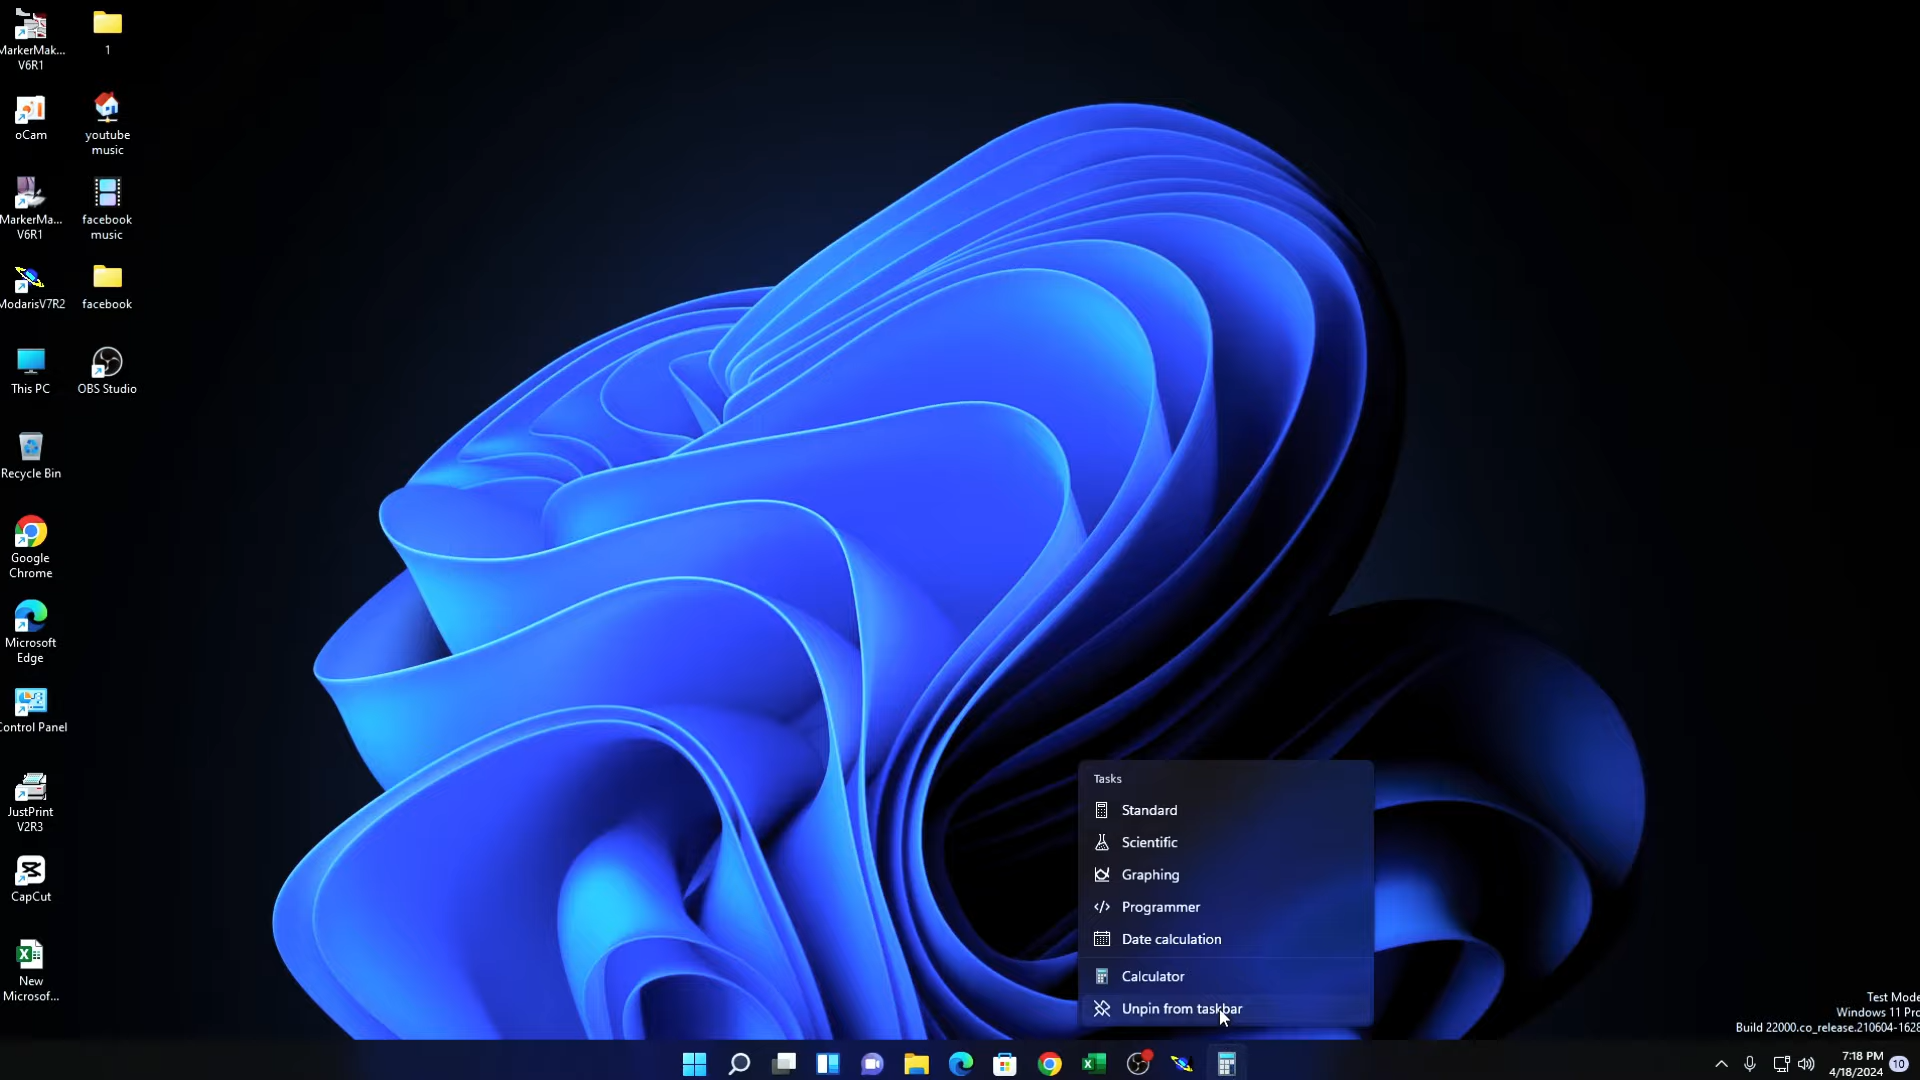 MarkerMak...
V6R1
1
oCam
youtube
music
MarkerMa...
V6R1
facebook
music
ModarisV7R2
facebook
This PC
OBS Studio
Recycle Bin
Google
Chrome
Microsoft
Edge
Control Panel
JustPrint
V2R3
CapCut
New
Microsof...
Tasks
Standard
Scientific
Graphing
Programmer
Date calculation
Calculator
Unpin from taskbar
Test Mode
Windows 11 Pro
Build 22000.co_release.210604-1628
7:18 PM
4/18/2024
10